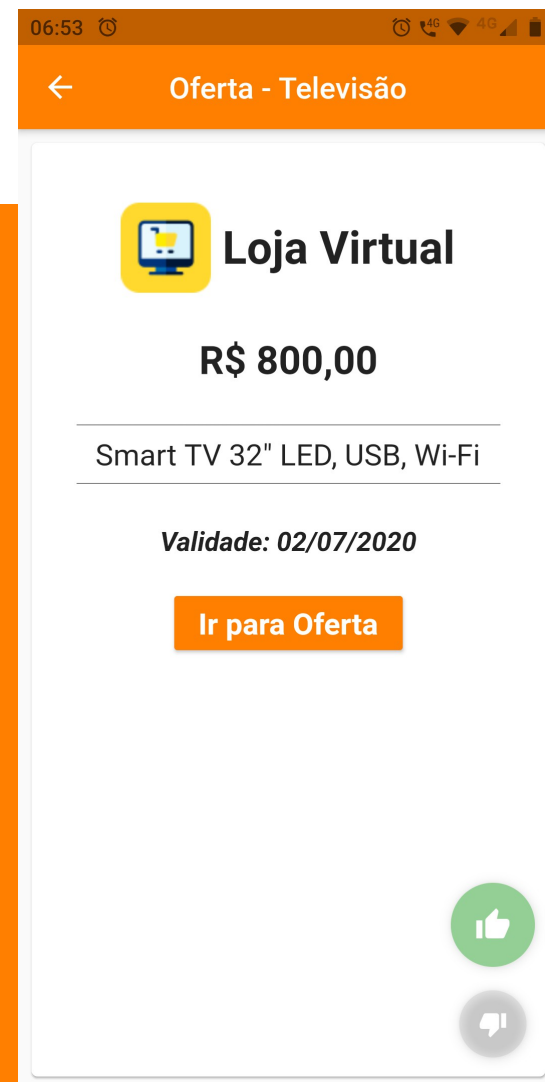 06:53
4G 4G
Oferta - Televisão
Loja Virtual
R$ 800,00
Smart TV 32" LED, USB, Wi-Fi
Validade: 02/07/2020
Ir para Oferta